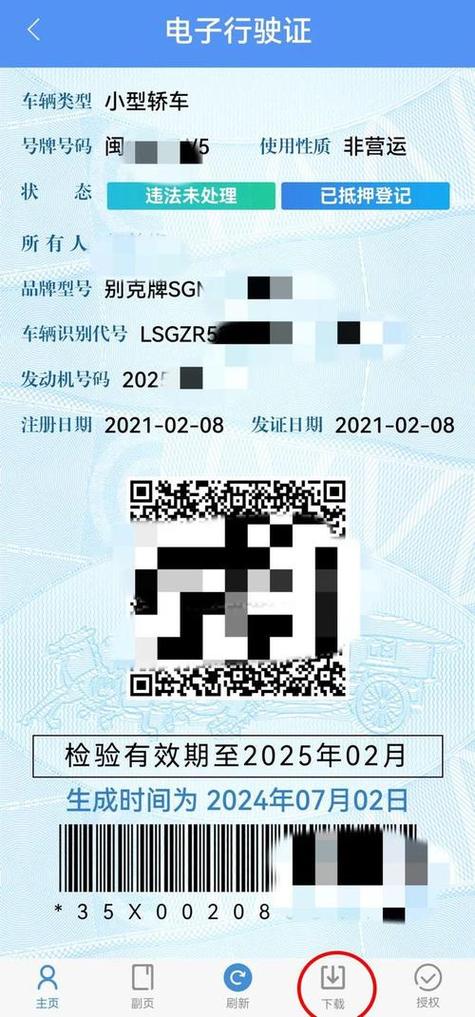 电子行驶证
车辆类型 小型轿车
号牌号码 闽 V5 使用性质 非营运
状 态 违法未处理 已抵押登记
所有人
品牌型号 别克牌SGM
车辆识别代号 LSGZR5
发动机号码 2025
注册日期 2021-02-08 发证日期 2021-02-08
检验有效期至2025年02月
生成时间为 2024年07月02日
*35X00208
主页 副页 刷新 下载 授权